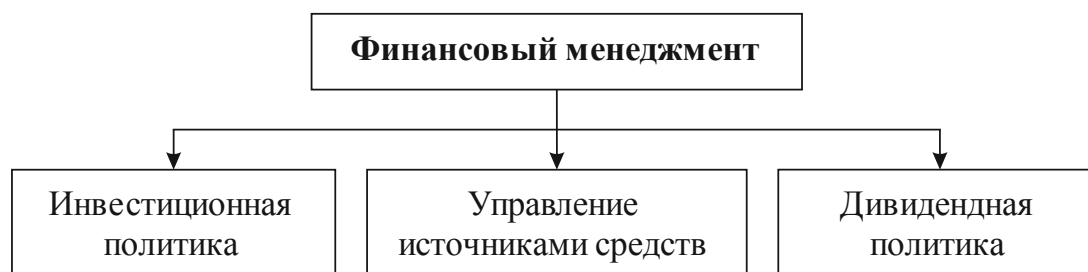 Финансовый менеджмент
Инвестиционная
политика
Управление
источниками средств
Дивидендная
политика